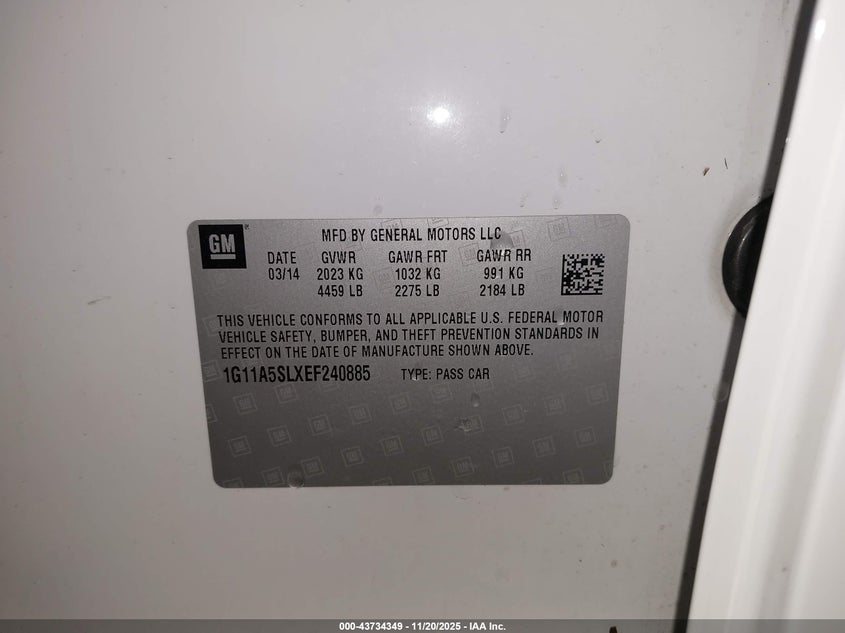 GM
MFD BY GENERAL MOTORS LLC
DATE GVWR GAWR FRT GAWR RR
03/14 2023 KG 1032 KG 991 KG
4459 LB 2275 LB 2184 LB
THIS VEHICLE CONFORMS TO ALL APPLICABLE U.S. FEDERAL MOTOR
VEHICLE SAFETY, BUMPER, AND THEFT PREVENTION STANDARDS IN
EFFECT ON THE DATE OF MANUFACTURE SHOWN ABOVE.
1G11A5SLXEF240885 TYPE: PASS CAR
000-43734349 — 11/20/2025 — IAA Inc.